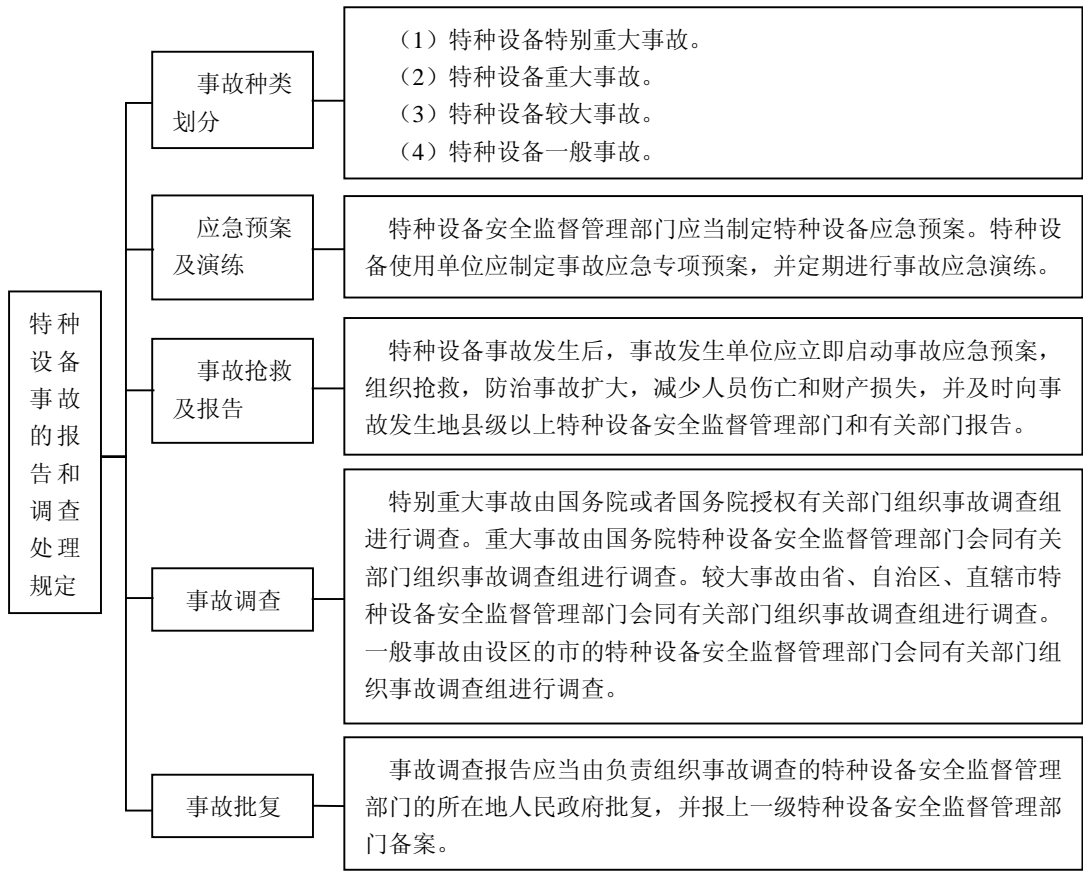 特种
设备
事故
的报
告和
调查
处理
规定
事故种类
划分
（1）特种设备特别重大事故。
（2）特种设备重大事故。
（3）特种设备较大事故。
（4）特种设备一般事故。
应急预案
及演练
特种设备安全监督管理部门应当制定特种设备应急预案。特种设
备使用单位应制定事故应急专项预案，并定期进行事故应急演练。
事故抢救
及报告
特种设备事故发生后，事故发生单位应立即启动事故应急预案，
组织抢救，防治事故扩大，减少人员伤亡和财产损失，并及时向事
故发生地县级以上特种设备安全监督管理部门和有关部门报告。
事故调查
特别重大事故由国务院或者国务院授权有关部门组织事故调查组
进行调查。重大事故由国务院特种设备安全监督管理部门会同有关
部门组织事故调查组进行调查。较大事故由省、自治区、直辖市特
种设备安全监督管理部门会同有关部门组织事故调查组进行调查。
一般事故由设区的市的特种设备安全监督管理部门会同有关部门组
织事故调查组进行调查。
事故批复
事故调查报告应当由负责组织事故调查的特种设备安全监督管理
部门的所在地人民政府批复，并报上一级特种设备安全监督管理部
门备案。